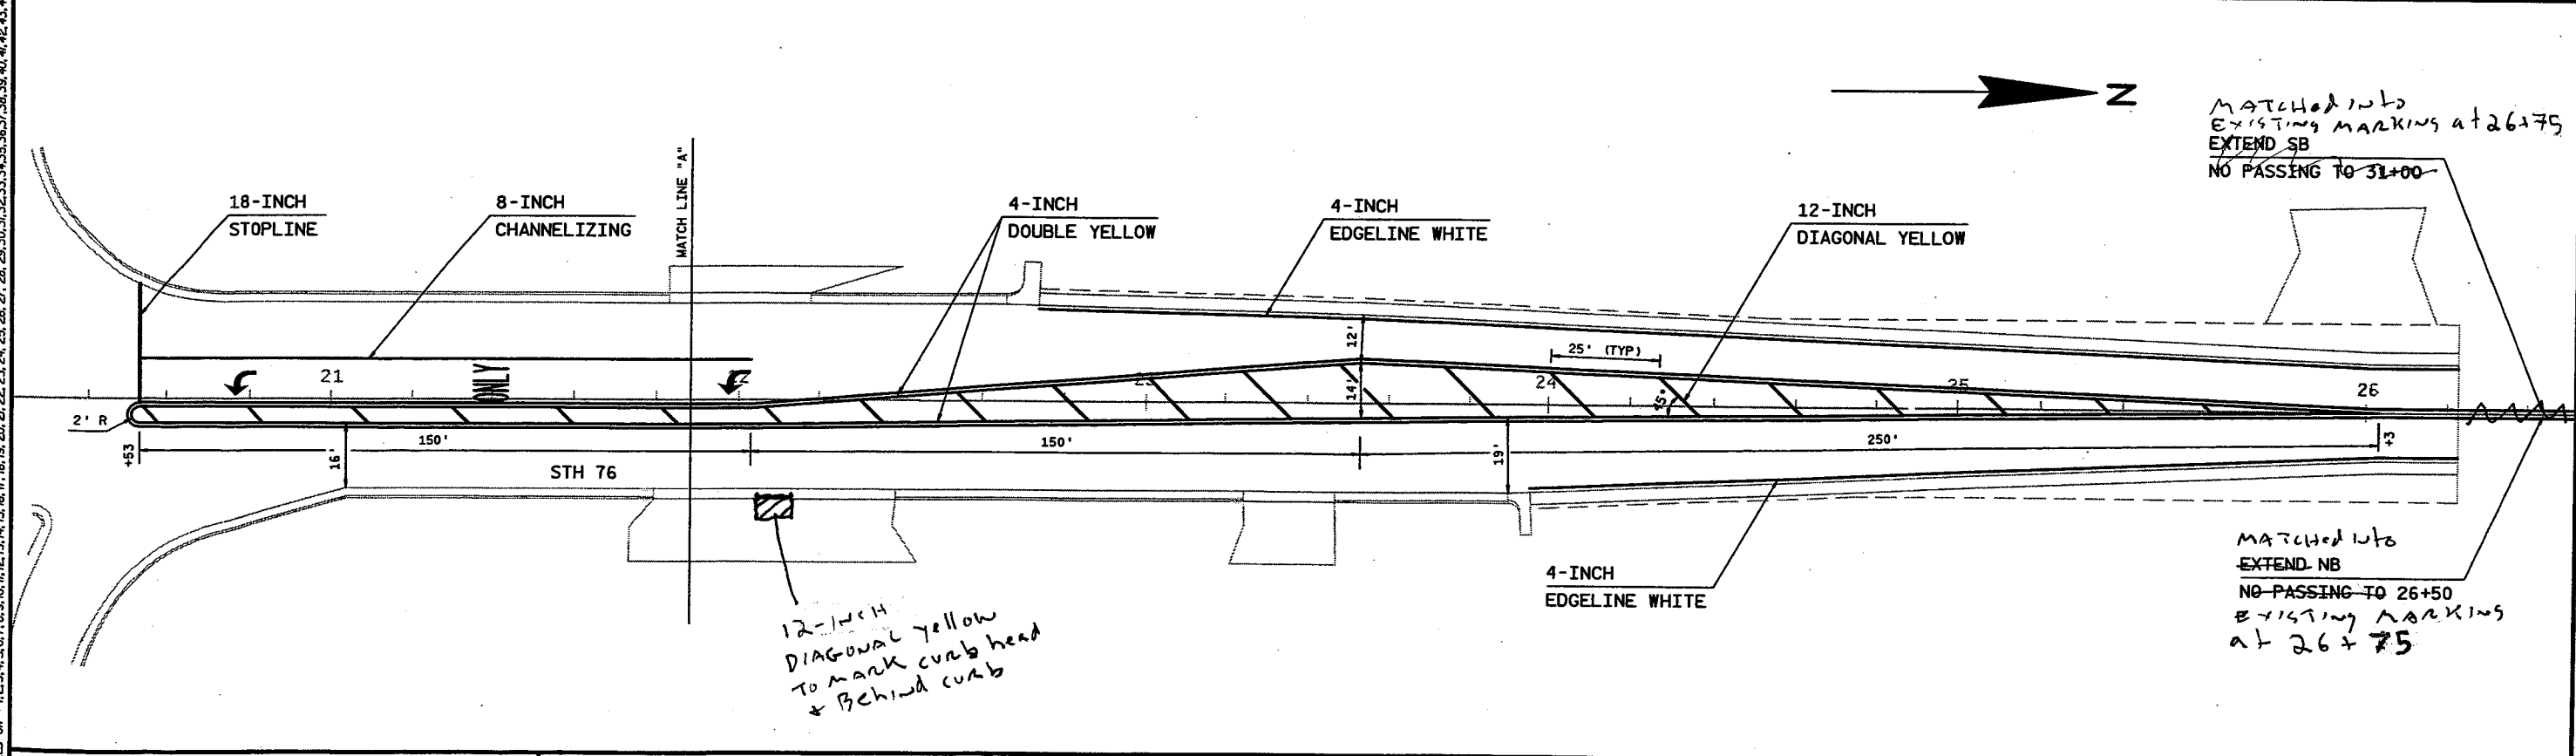 N
MATCHed INto
EXISTING MARKING at 26+75
EXTEND SB
NO PASSING TO 31+00
MATCH LINE "A"
18-INCH
STOPLINE
8-INCH
CHANNELIZING
4-INCH
DOUBLE YELLOW
4-INCH
EDGELINE WHITE
12-INCH
DIAGONAL YELLOW
12'
25' (TYP)
21
ONLY
22
23
14'
24
45°
25
26
2' R
+53
150'
16'
150'
19'
250'
+3
STH 76
12-INCH
DIAGONAL yellow
To MARK curb head
& Behind curb
4-INCH
EDGELINE WHITE
MATCHed INto
EXTEND NB
NO PASSING TO 26+50
EXISTING MARKING
at 26+75